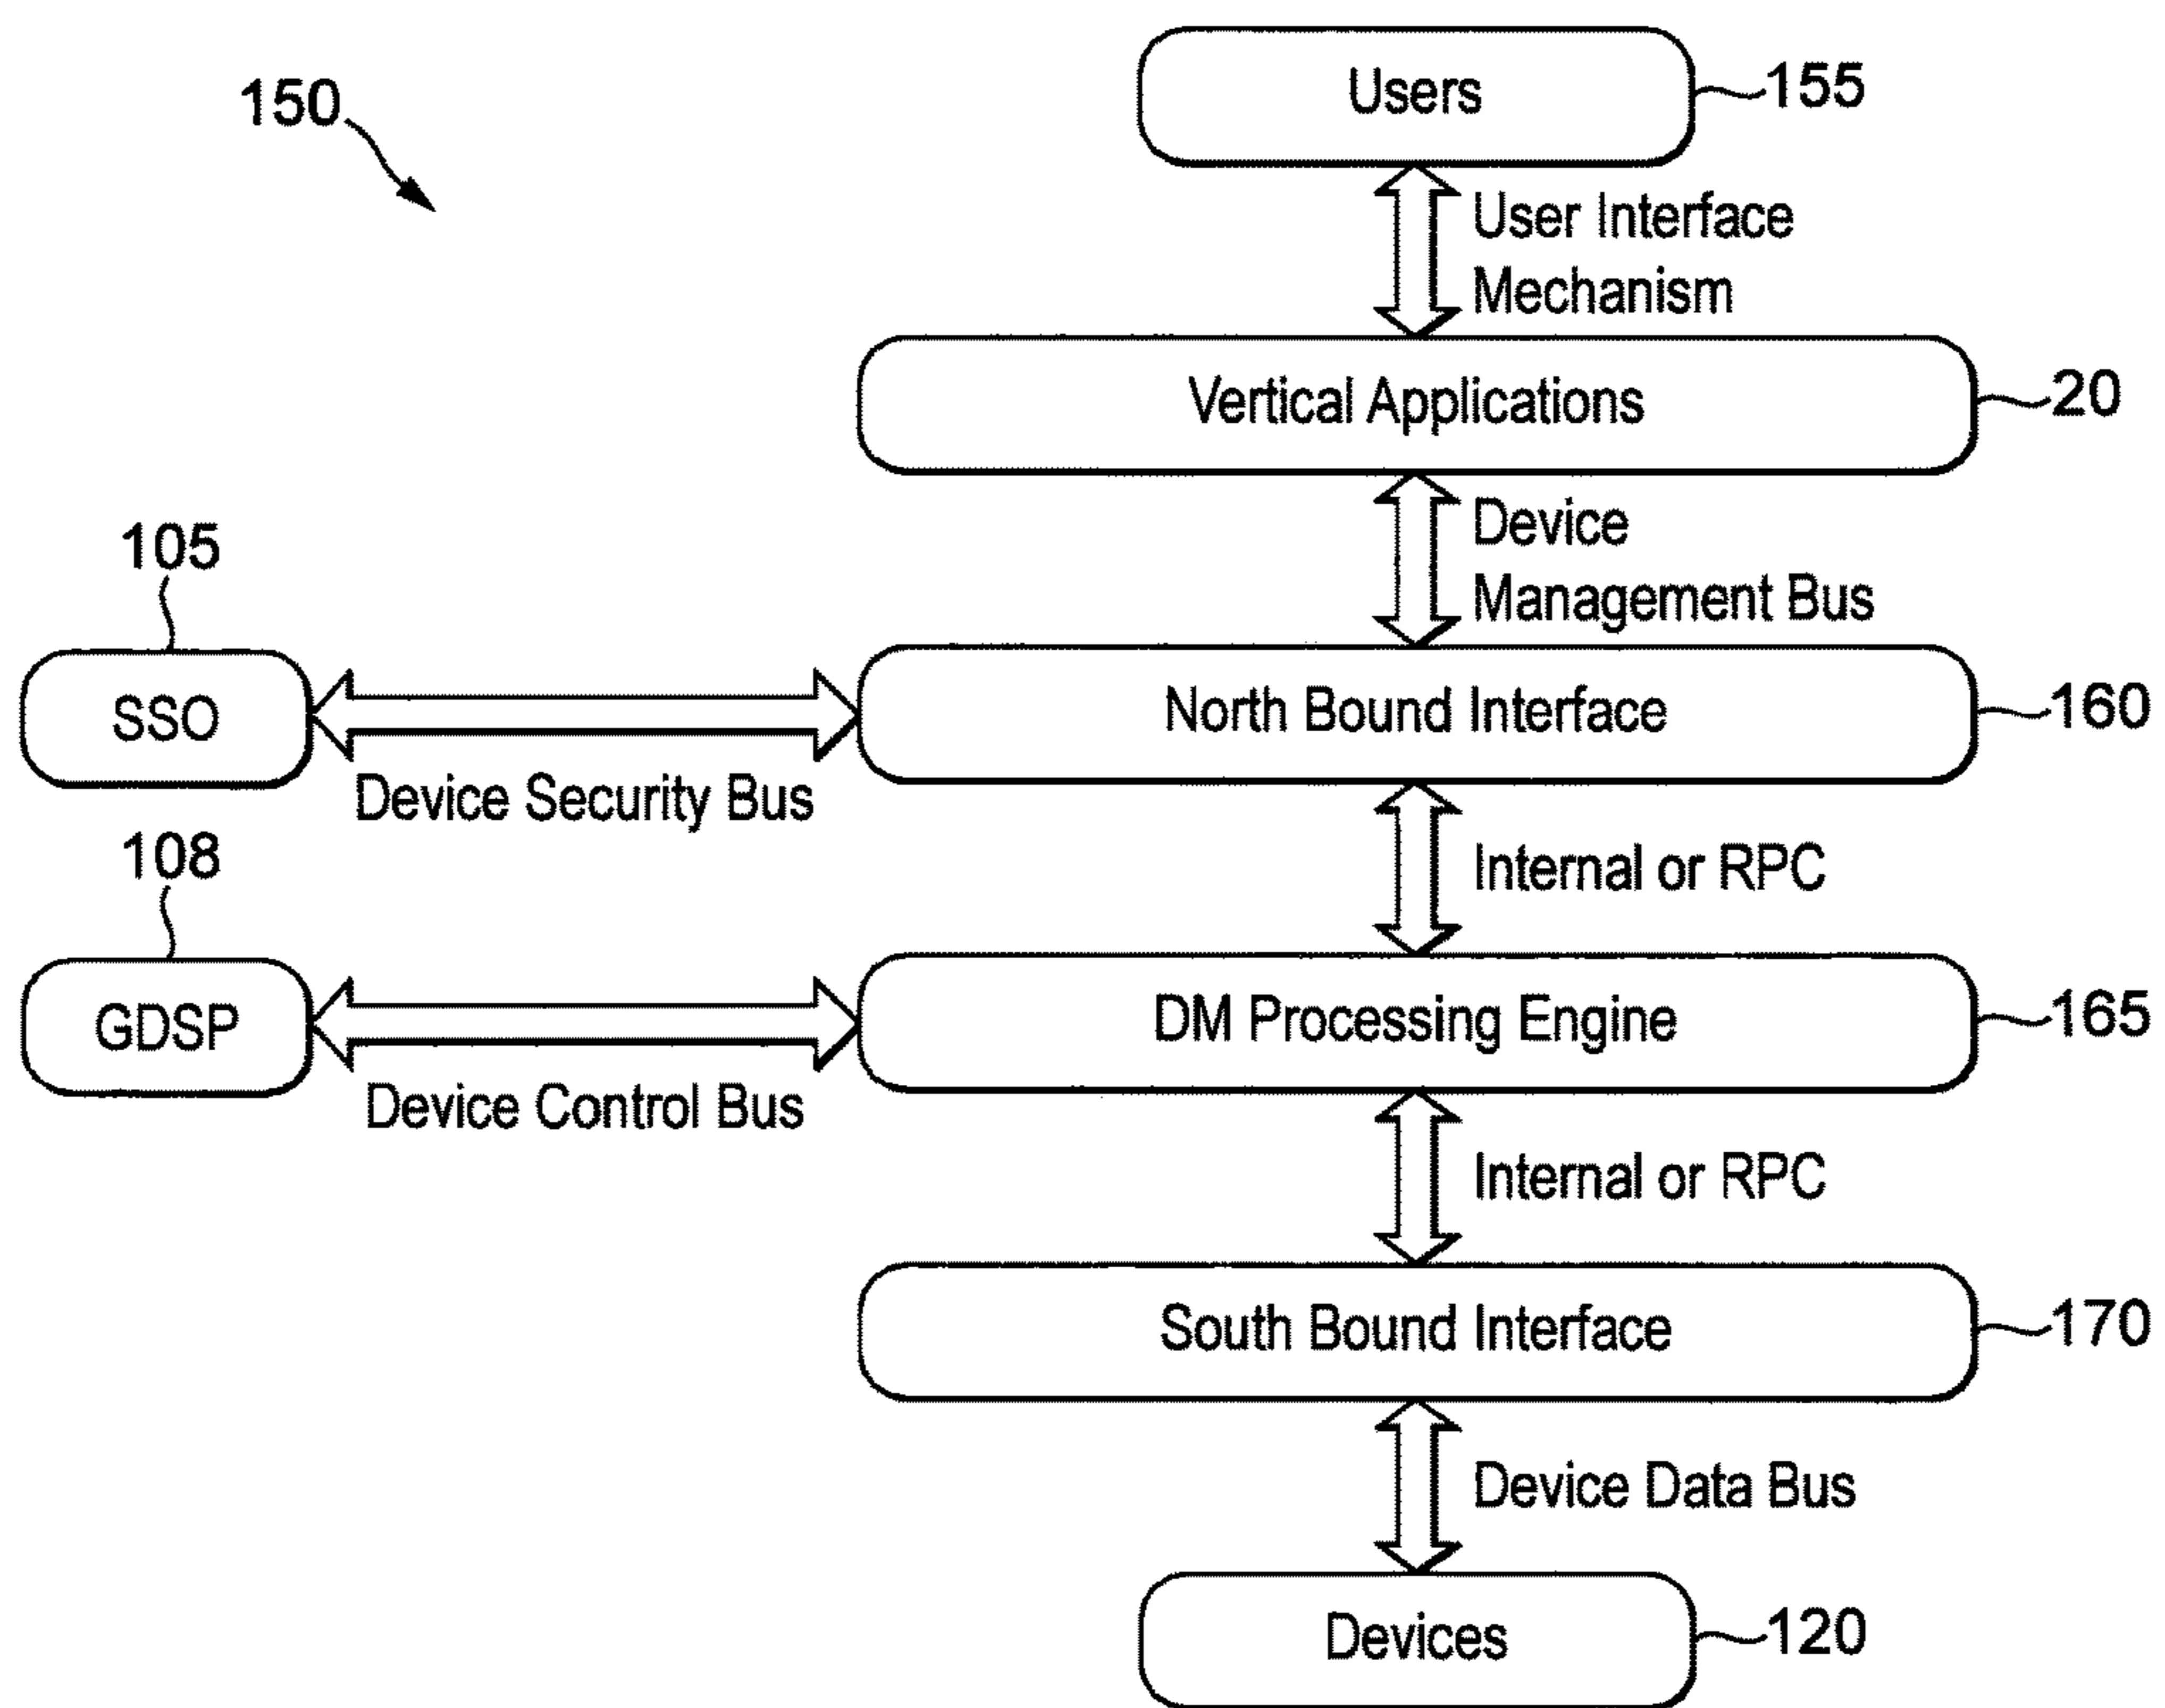 150
Users
155
User Interface
Mechanism
Vertical Applications
20
Device
Management Bus
105
SSO
Device Security Bus
North Bound Interface
160
Internal or RPC
108
GDSP
Device Control Bus
DM Processing Engine
165
Internal or RPC
South Bound Interface
170
Device Data Bus
Devices
120